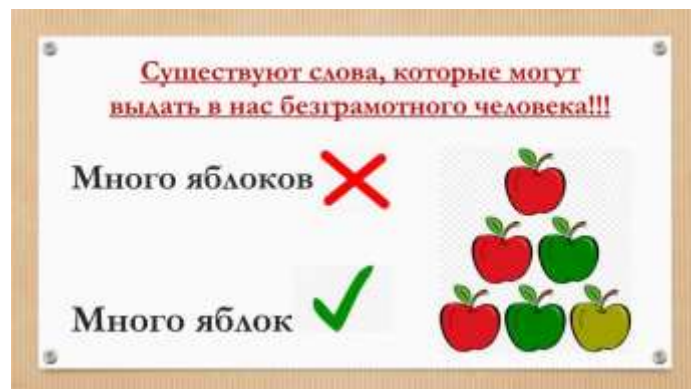 Существуют слова, которые могут
выдать в нас безграмотного человека!!!
Много яблоков
Много яблок